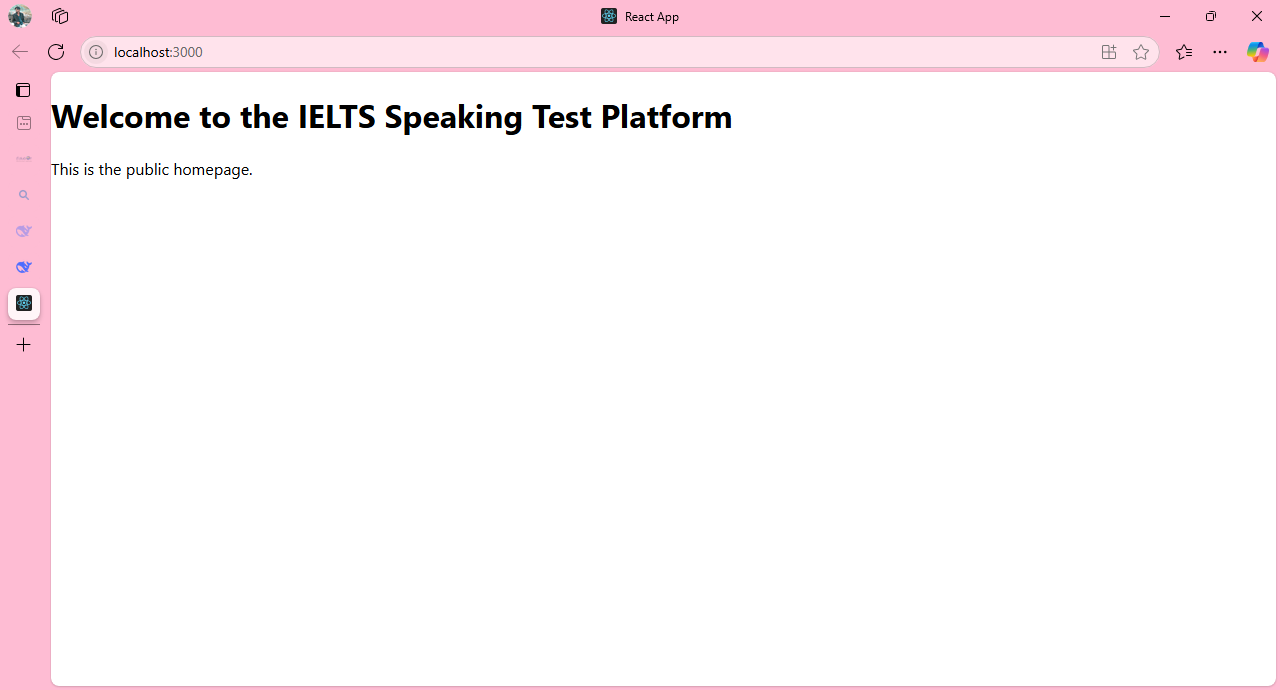 React App
localhost:3000
Welcome to the IELTS Speaking Test Platform
This is the public homepage.